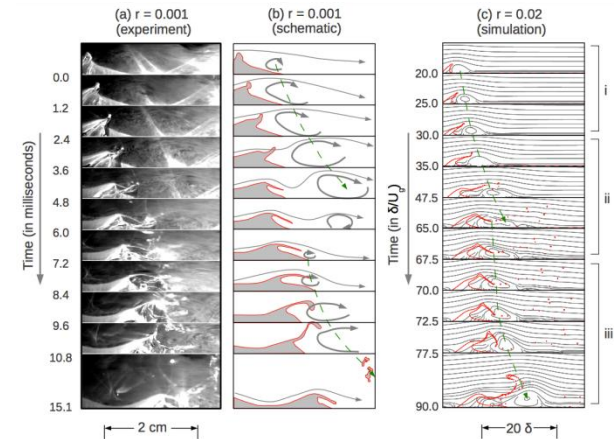 (a) r = 0.001
(experiment)
(b) r = 0.001
(schematic)
(c) r = 0.02
(simulation)
Time (in milliseconds)
0.0
1.2
2.4
3.6
4.8
6.0
7.2
8.4
9.6
10.8
15.1
2 cm
Time (in δ/Ug)
20.0
25.0
30.0
35.0
47.5
65.0
67.5
70.0
72.5
77.5
90.0
20 δ
i
ii
iii